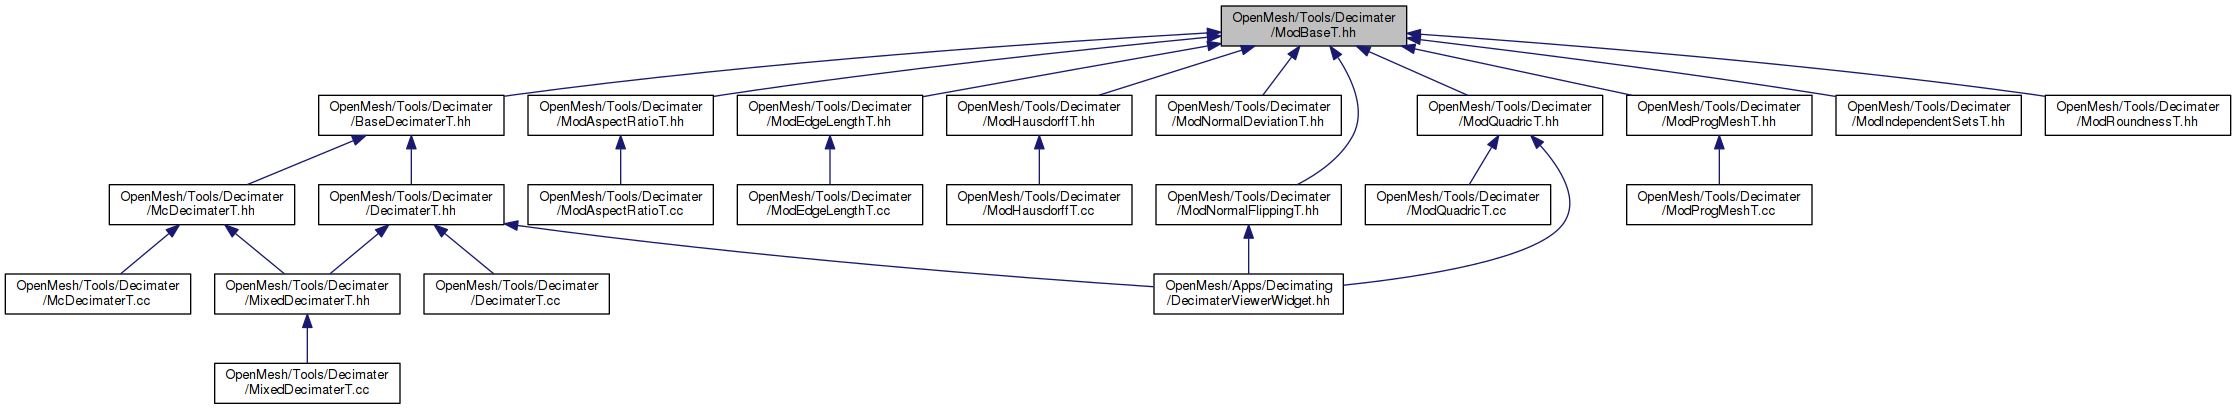 OpenMesh/Tools/Decimater
/ModBaseT.hh
OpenMesh/Tools/Decimater
/BaseDecimaterT.hh
OpenMesh/Tools/Decimater
/ModAspectRatioT.hh
OpenMesh/Tools/Decimater
/ModEdgeLengthT.hh
OpenMesh/Tools/Decimater
/ModHausdorffT.hh
OpenMesh/Tools/Decimater
/ModNormalDeviationT.hh
OpenMesh/Tools/Decimater
/ModQuadricT.hh
OpenMesh/Tools/Decimater
/ModProgMeshT.hh
OpenMesh/Tools/Decimater
/ModIndependentSetsT.hh
OpenMesh/Tools/Decimater
/ModRoundnessT.hh
OpenMesh/Tools/Decimater
/McDecimaterT.hh
OpenMesh/Tools/Decimater
/DecimaterT.hh
OpenMesh/Tools/Decimater
/ModAspectRatioT.cc
OpenMesh/Tools/Decimater
/ModEdgeLengthT.cc
OpenMesh/Tools/Decimater
/ModHausdorffT.cc
OpenMesh/Tools/Decimater
/ModNormalFlippingT.hh
OpenMesh/Tools/Decimater
/ModQuadricT.cc
OpenMesh/Tools/Decimater
/ModProgMeshT.cc
OpenMesh/Tools/Decimater
/McDecimaterT.cc
OpenMesh/Tools/Decimater
/MixedDecimaterT.hh
OpenMesh/Tools/Decimater
/DecimaterT.cc
OpenMesh/Apps/Decimating
/DecimaterViewerWidget.hh
OpenMesh/Tools/Decimater
/MixedDecimaterT.cc